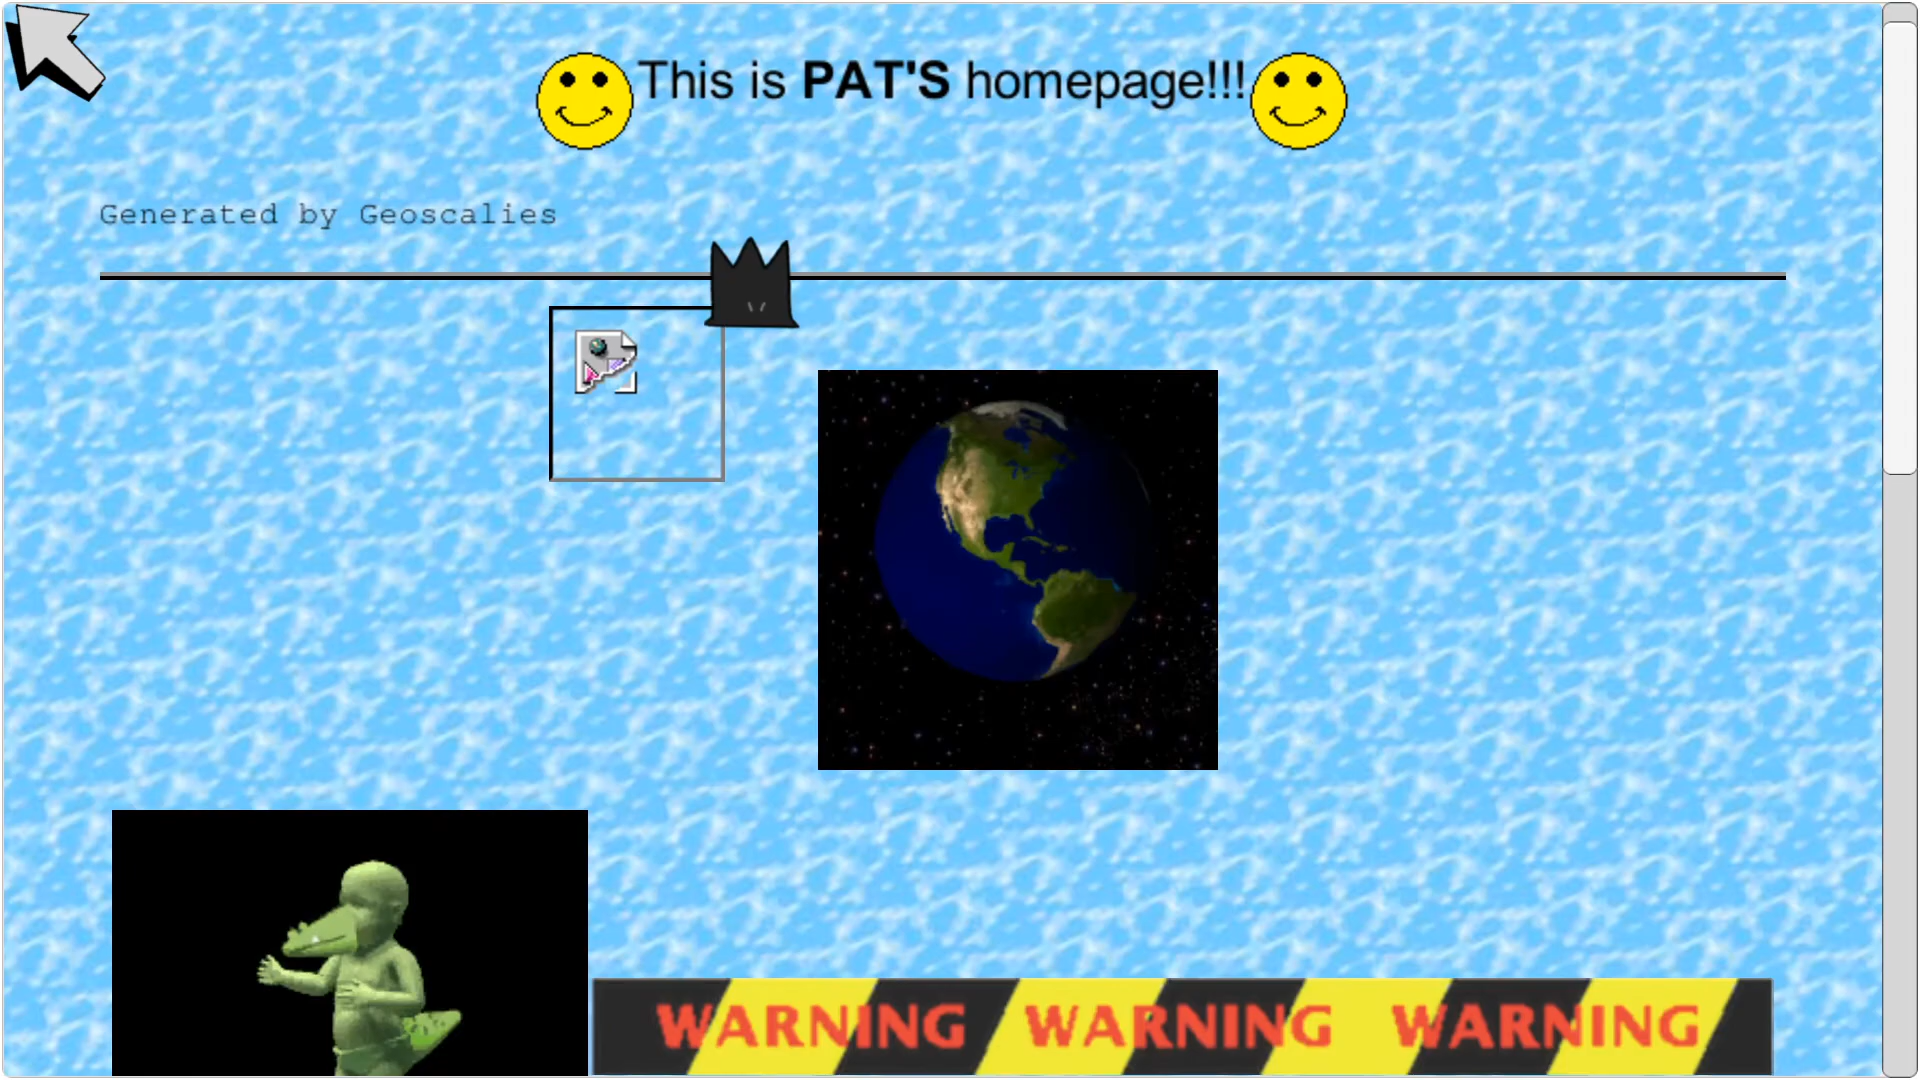 This is PAT'S homepage!!!
Generated by Geoscalies
WARNING WARNING WARNING